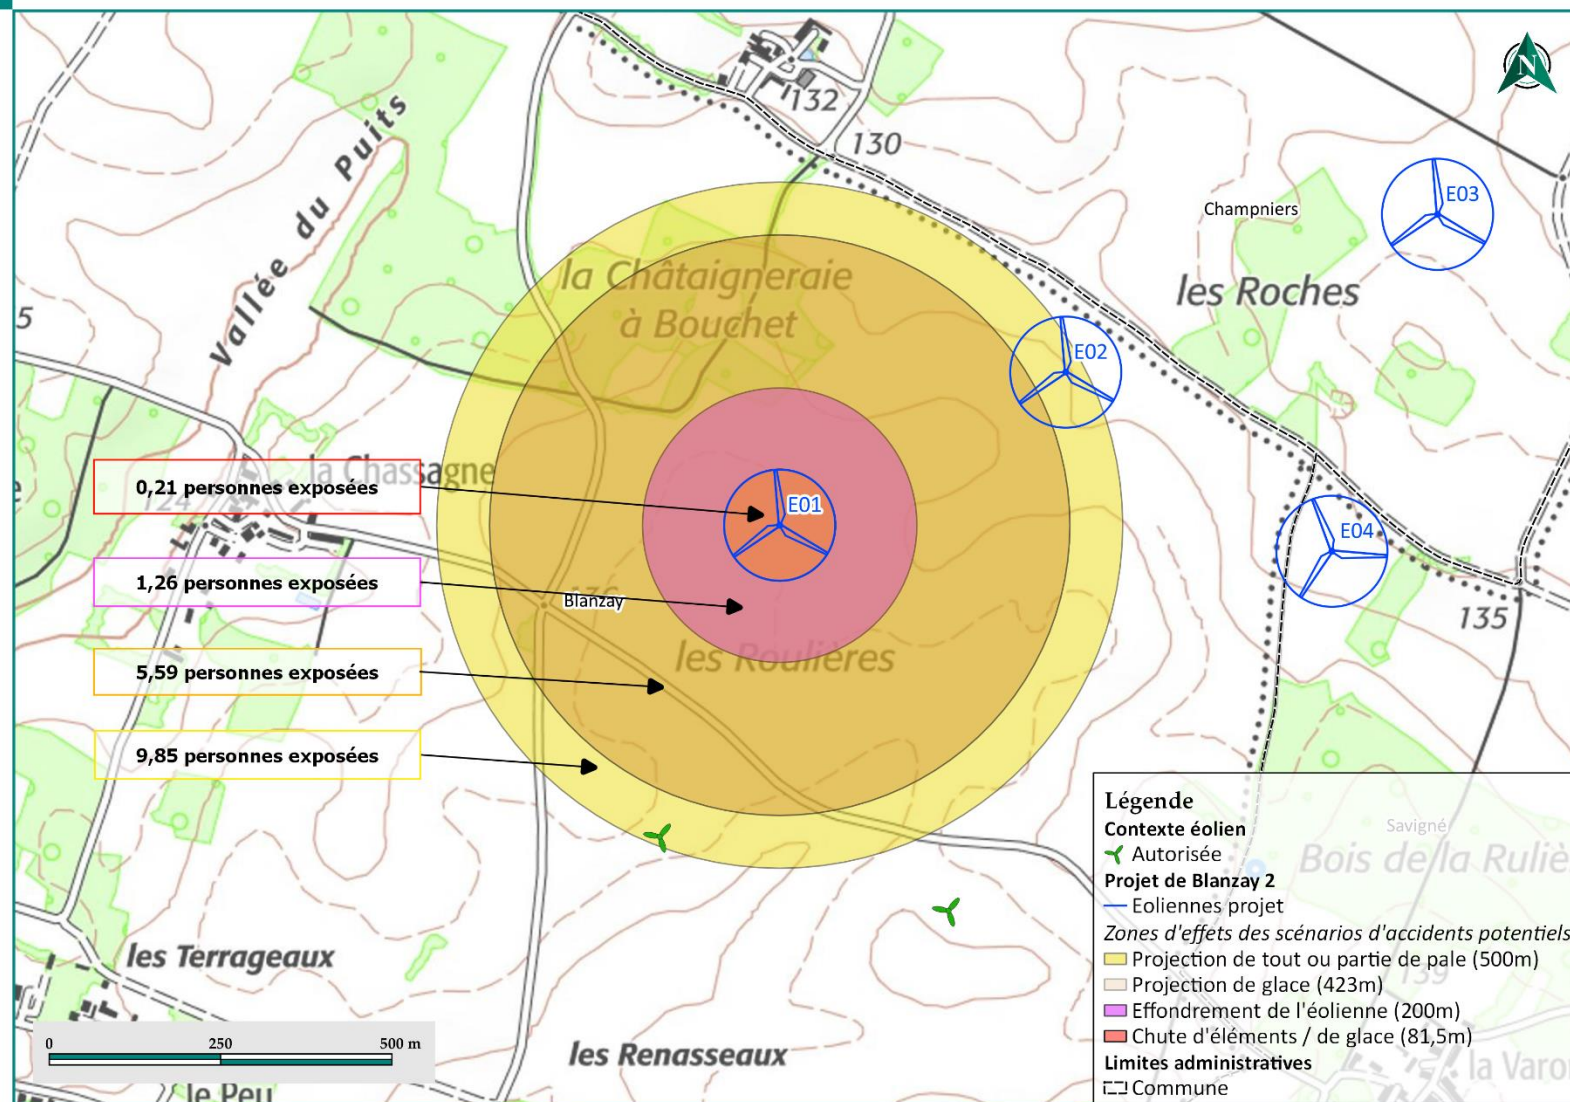 N
132
130
Vallée du Puits
Champniers
E03
les Roches
la Châtaigneraie
à Bouchet
5
E02
la Chassagne
0,21 personnes exposées
124
E01
E04
1,26 personnes exposées
Blanzay
135
les Roulières
5,59 personnes exposées
9,85 personnes exposées
Légende
Contexte éolien
Autorisée
Projet de Blanzay 2
Eoliennes projet
Zones d'effets des scénarios d'accidents potentiels
Projection de tout ou partie de pale (500m)
Projection de glace (423m)
Effondrement de l'éolienne (200m)
Chute d'éléments / de glace (81,5m)
Limites administratives
Commune
Savigné
Bois de la Ruliè
139
la Varo
les Terrageaux
0 250 500 m
les Renasseaux
le Peu